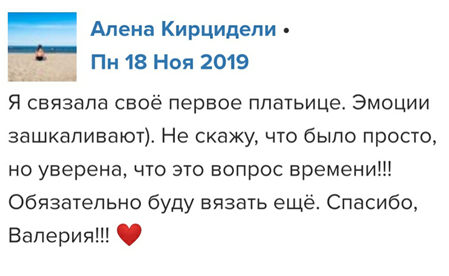 Алена Кирцидели •
Пн 18 Ноя 2019
Я связала своё первое платьице. Эмоции
зашкаливают). Не скажу, что было просто,
но уверена, что это вопрос времени!!!
Обязательно буду вязать ещё. Спасибо,
Валерия!!! ❤️